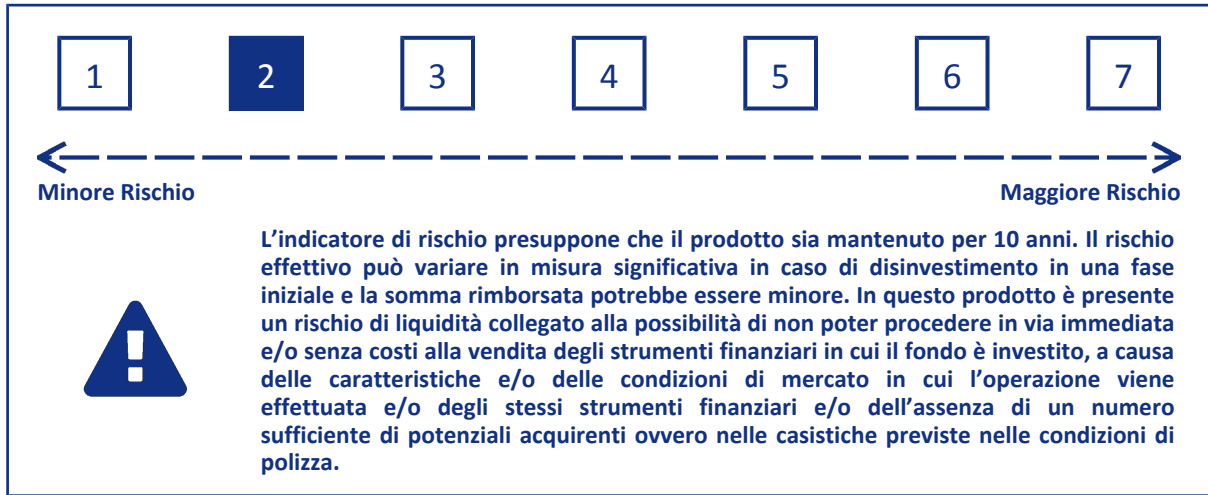 1 2 3 4 5 6 7
Minore Rischio Maggiore Rischio
L’indicatore di rischio presuppone che il prodotto sia mantenuto per 10 anni. Il rischio
effettivo può variare in misura significativa in caso di disinvestimento in una fase
iniziale e la somma rimborsata potrebbe essere minore. In questo prodotto è presente
un rischio di liquidità collegato alla possibilità di non poter procedere in via immediata
e/o senza costi alla vendita degli strumenti finanziari in cui il fondo è investito, a causa
delle caratteristiche e/o delle condizioni di mercato in cui l’operazione viene
effettuata e/o degli stessi strumenti finanziari e/o dell’assenza di un numero
sufficiente di potenziali acquirenti ovvero nelle casistiche previste nelle condizioni di
polizza.